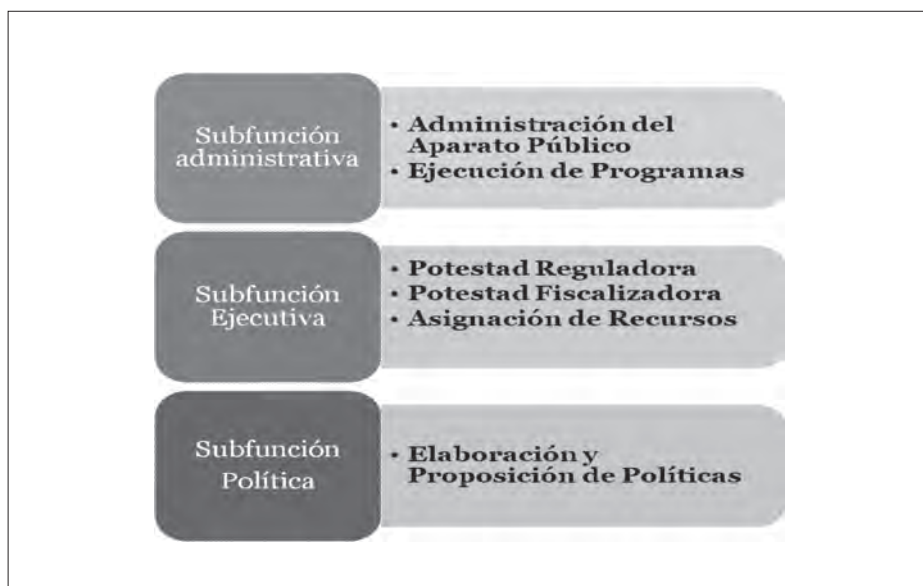 Subfunción
administrativa
• Administración del
Aparato Público
• Ejecución de Programas
Subfunción
Ejecutiva
• Potestad Reguladora
• Potestad Fiscalizadora
• Asignación de Recursos
Subfunción
Política
• Elaboración y
Proposición de Políticas